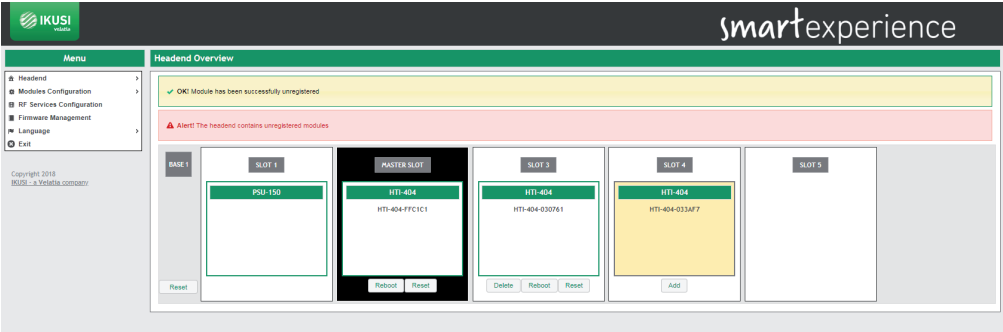 IKUSI
velatia
smartexperience
Menu
Headend
Modules Configuration
RF Services Configuration
Firmware Management
Language
Exit
Copyright 2018
IKUSI - a Velatia company
Headend Overview
OK! Module has been successfully unregistered
Alert! The headend contains unregistered modules
BASE 1
Reset
SLOT 1
PSU-150
MASTER SLOT
HTI-404
HTI-404-FFC1C1
Reboot Reset
SLOT 3
HTI-404
HTI-404-030761
Delete Reboot Reset
SLOT 4
HTI-404
HTI-404-033AF7
Add
SLOT 5